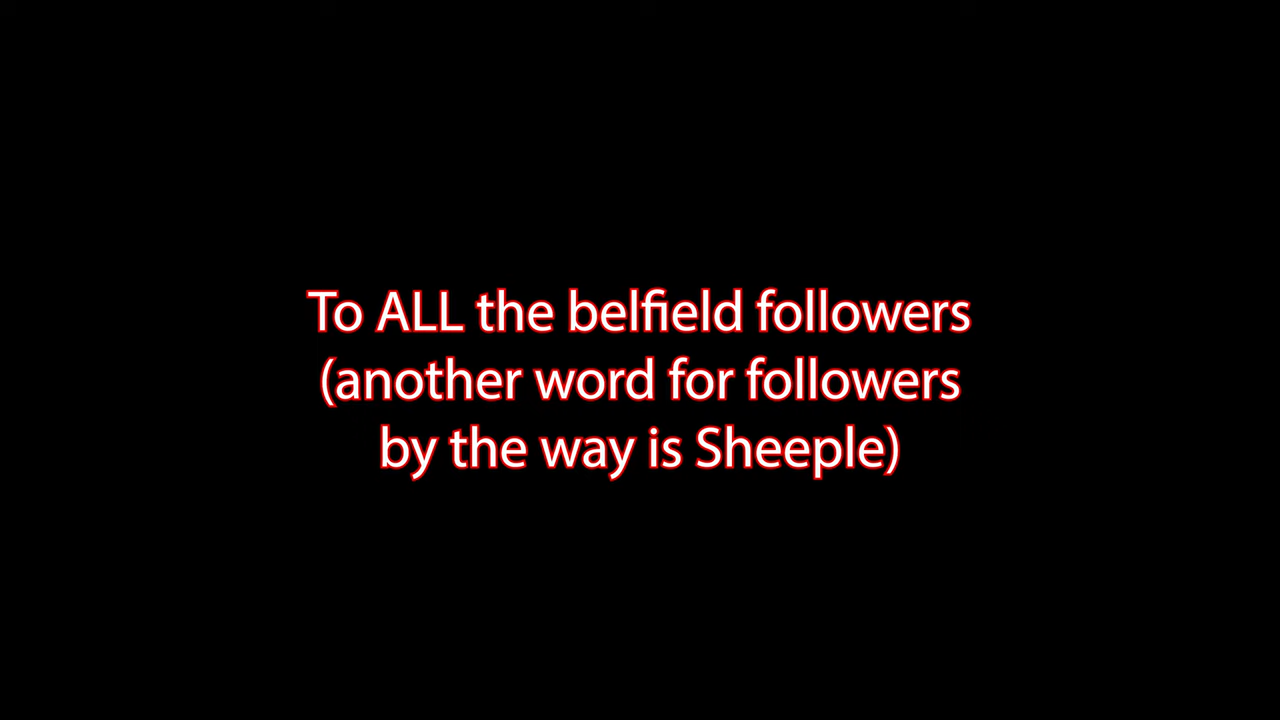 To ALL the belfield followers
(another word for followers
by the way is Sheeple)